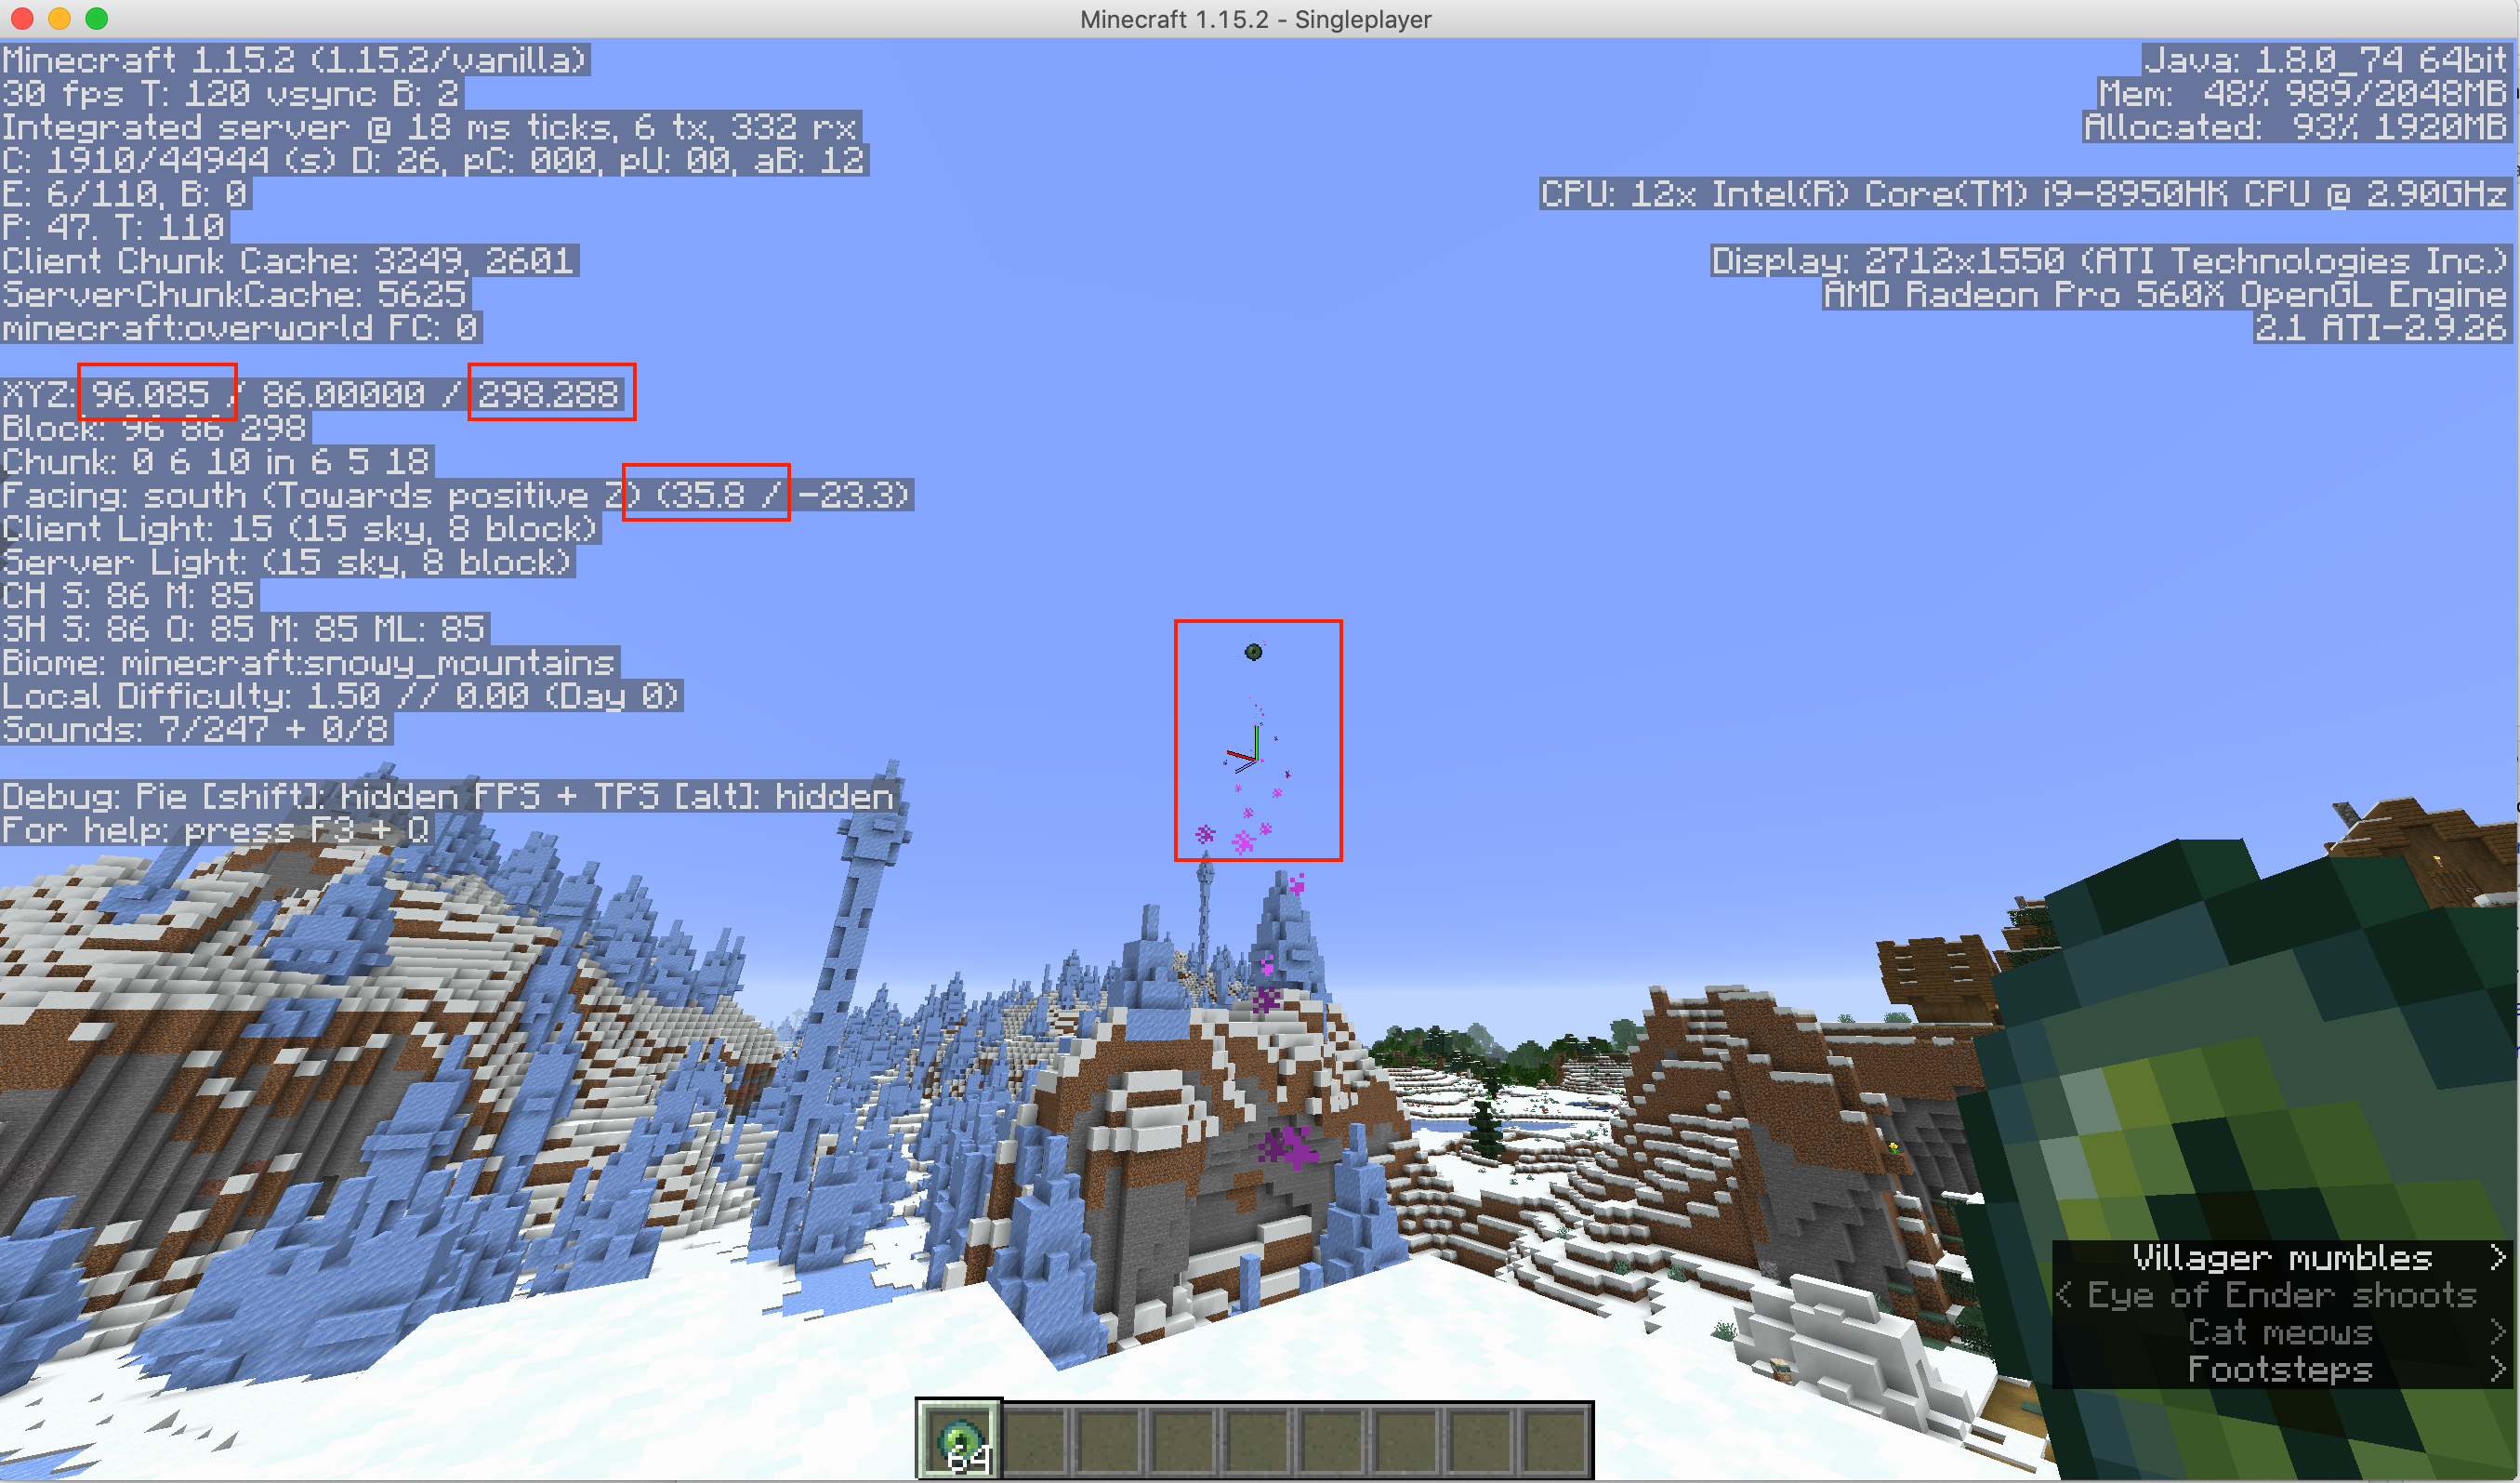 Minecraft 1.15.2 - Singleplayer
Minecraft 1.15.2 (1.15.2/vanilla)
30 fps T: 120 vsync B: 2
Integrated server @ 18 ms ticks, 6 tx, 332 rx
C: 1910/44944 (s) D: 26, pC: 000, pU: 00, aB: 12
E: 6/110, B: 0
P: 47. T: 110
Client Chunk Cache: 3249, 2601
ServerChunkCache: 5625
minecraft:overworld FC: 0
XYZ: 96.085 / 86.00000 / 298.288
Block: 96 86 298
Chunk: 0 6 10 in 6 5 18
Facing: south (Towards positive Z) (35.8 / -23.3)
Client Light: 15 (15 sky, 8 block)
Server Light: (15 sky, 8 block)
CH S: 86 M: 85
SH S: 86 O: 85 M: 85 ML: 85
Biome: minecraft:snowy_mountains
Local Difficulty: 1.50 // 0.00 (Day 0)
Sounds: 7/247 + 0/8
Debug: Pie [shift]: hidden FPS + TPS [alt]: hidden
For help: press F3 + Q
Java: 1.8.0_74 64bit
Mem: 48% 989/2048MB
Allocated: 93% 1920MB
CPU: 12x Intel(R) Core(TM) i9-8950HK CPU @ 2.90GHz
Display: 2712x1550 (ATI Technologies Inc.)
AMD Radeon Pro 560X OpenGL Engine
2.1 ATI-2.9.26
Villager mumbles >
< Eye of Ender shoots
Cat meows >
Footsteps >
64